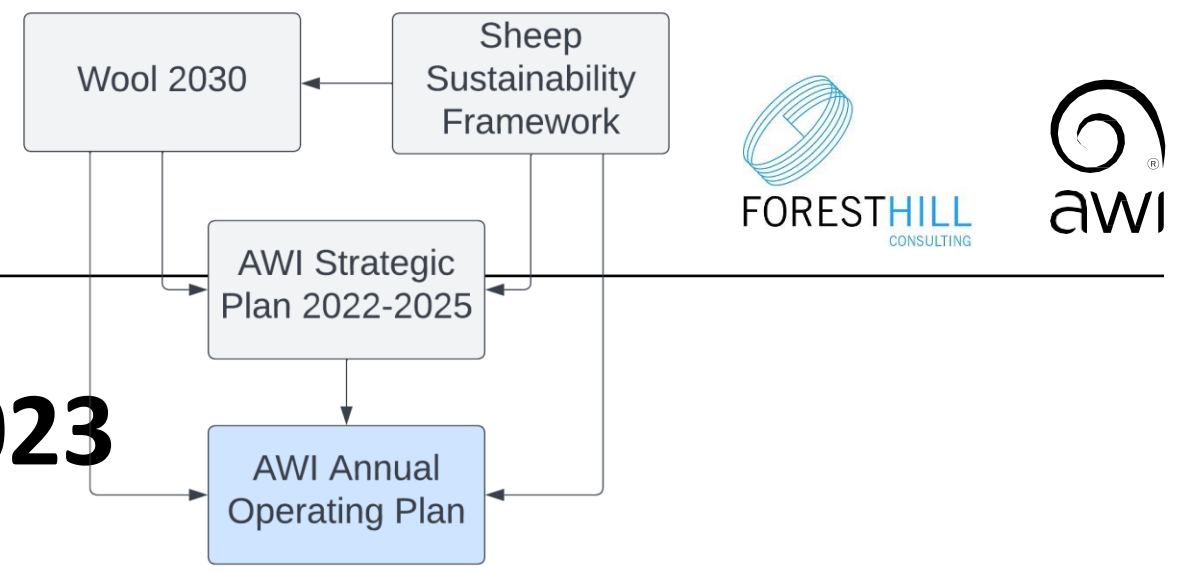 Wool 2030
Sheep
Sustainability
Framework
FORESTHILL
CONSULTING
®
awi
AWI Strategic
Plan 2022-2025
023
AWI Annual
Operating Plan